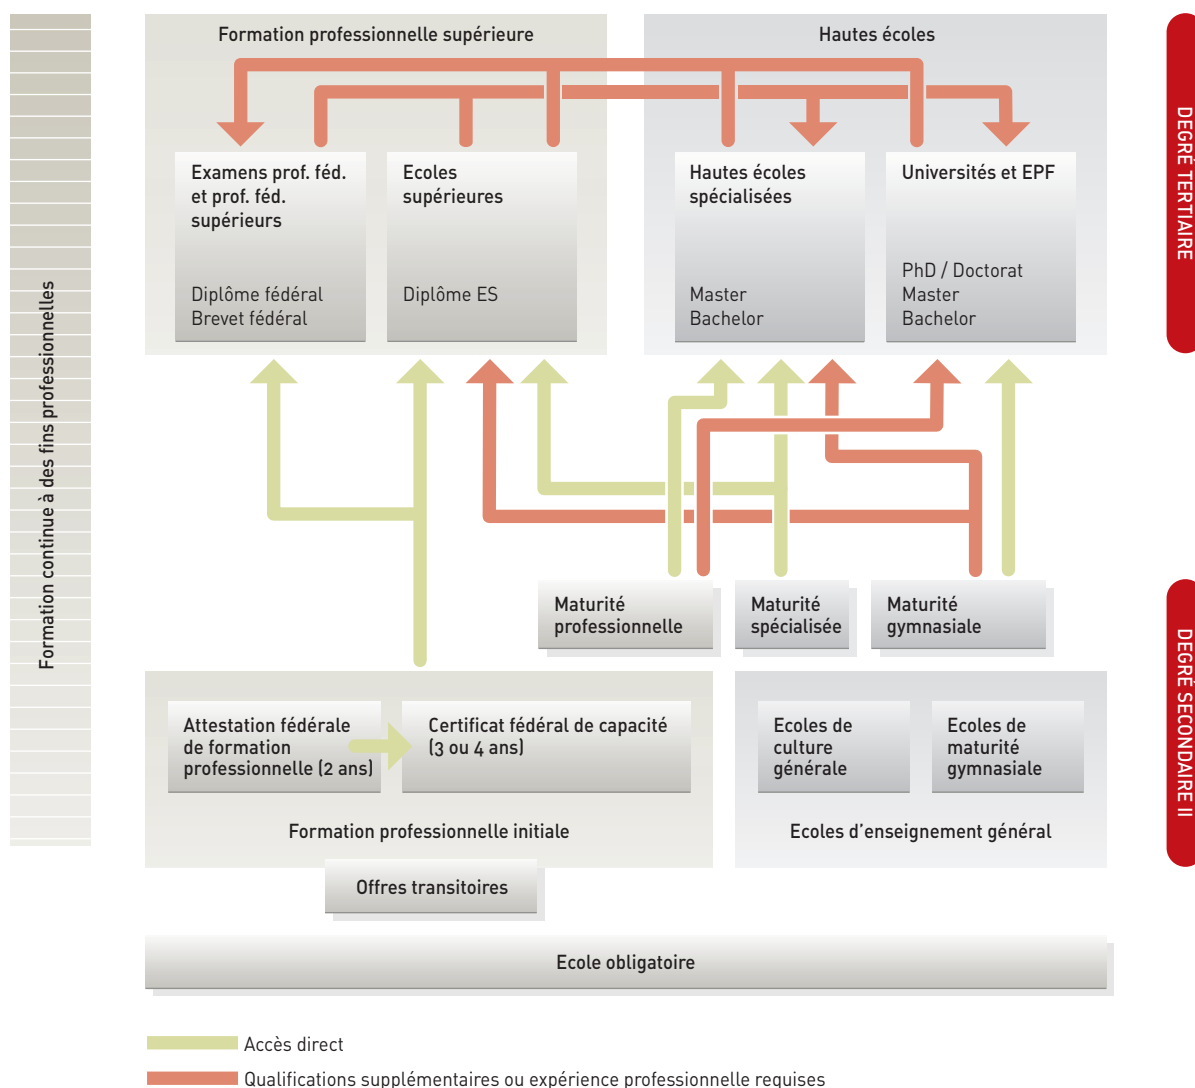 Formation professionnelle supérieure
Hautes écoles
Examens prof. féd.
et prof. féd.
supérieurs
Diplôme fédéral
Brevet fédéral
Ecoles
supérieures
Diplôme ES
Hautes écoles
spécialisées
Master
Bachelor
Universités et EPF
PhD / Doctorat
Master
Bachelor
DEGRÉ TERTIAIRE
Formation continue à des fins professionnelles
Maturité
professionnelle
Maturité
spécialisée
Maturité
gymnasiale
DEGRÉ SECONDAIRE II
Attestation fédérale
de formation
professionnelle (2 ans)
Certificat fédéral de capacité
(3 ou 4 ans)
Ecoles de
culture
générale
Ecoles de
maturité
gymnasiale
Formation professionnelle initiale
Ecoles d'enseignement général
Offres transitoires
Ecole obligatoire
Accès direct
Qualifications supplémentaires ou expérience professionnelle requises